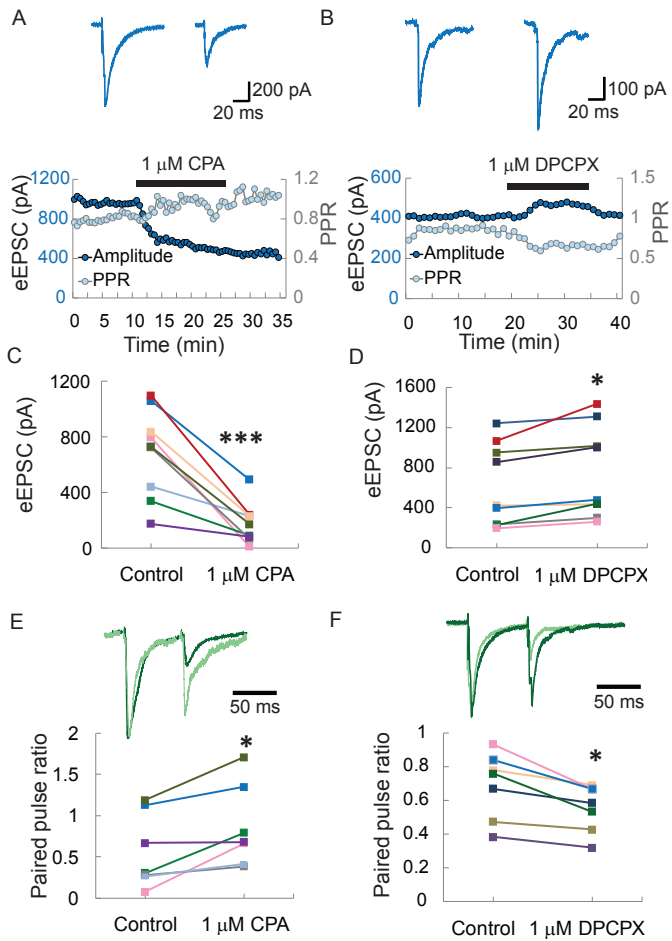 A
B
200 pA
20 ms
100 pA
20 ms
1 μM CPA
1200
800
400
0
eEPSC (pA)
Amplitude
PPR
1.2
0.8
0.4
0
PPR
0 5 10 15 20 25 30 35
Time (min)
1 μM DPCPX
600
400
200
0
eEPSC (pA)
Amplitude
PPR
1.5
1
0.5
0
PPR
0 10 20 30 40
Time (min)
C
1200
800
400
0
eEPSC (pA)
***
Control 1 μM CPA
D
1600
1200
800
400
0
eEPSC (pA)
*
Control 1 μM DPCPX
E
50 ms
2
1.5
1
0.5
0
Paired pulse ratio
*
Control 1 μM CPA
F
50 ms
1
0.8
0.6
0.4
0.2
0
Paired pulse ratio
*
Control 1 μM DPCPX